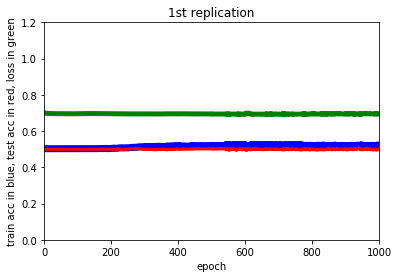 1st replication
train acc in blue, test acc in red, loss in green
1.2
1.0
0.8
0.6
0.4
0.2
0.0
0 200 400 600 800 1000
epoch